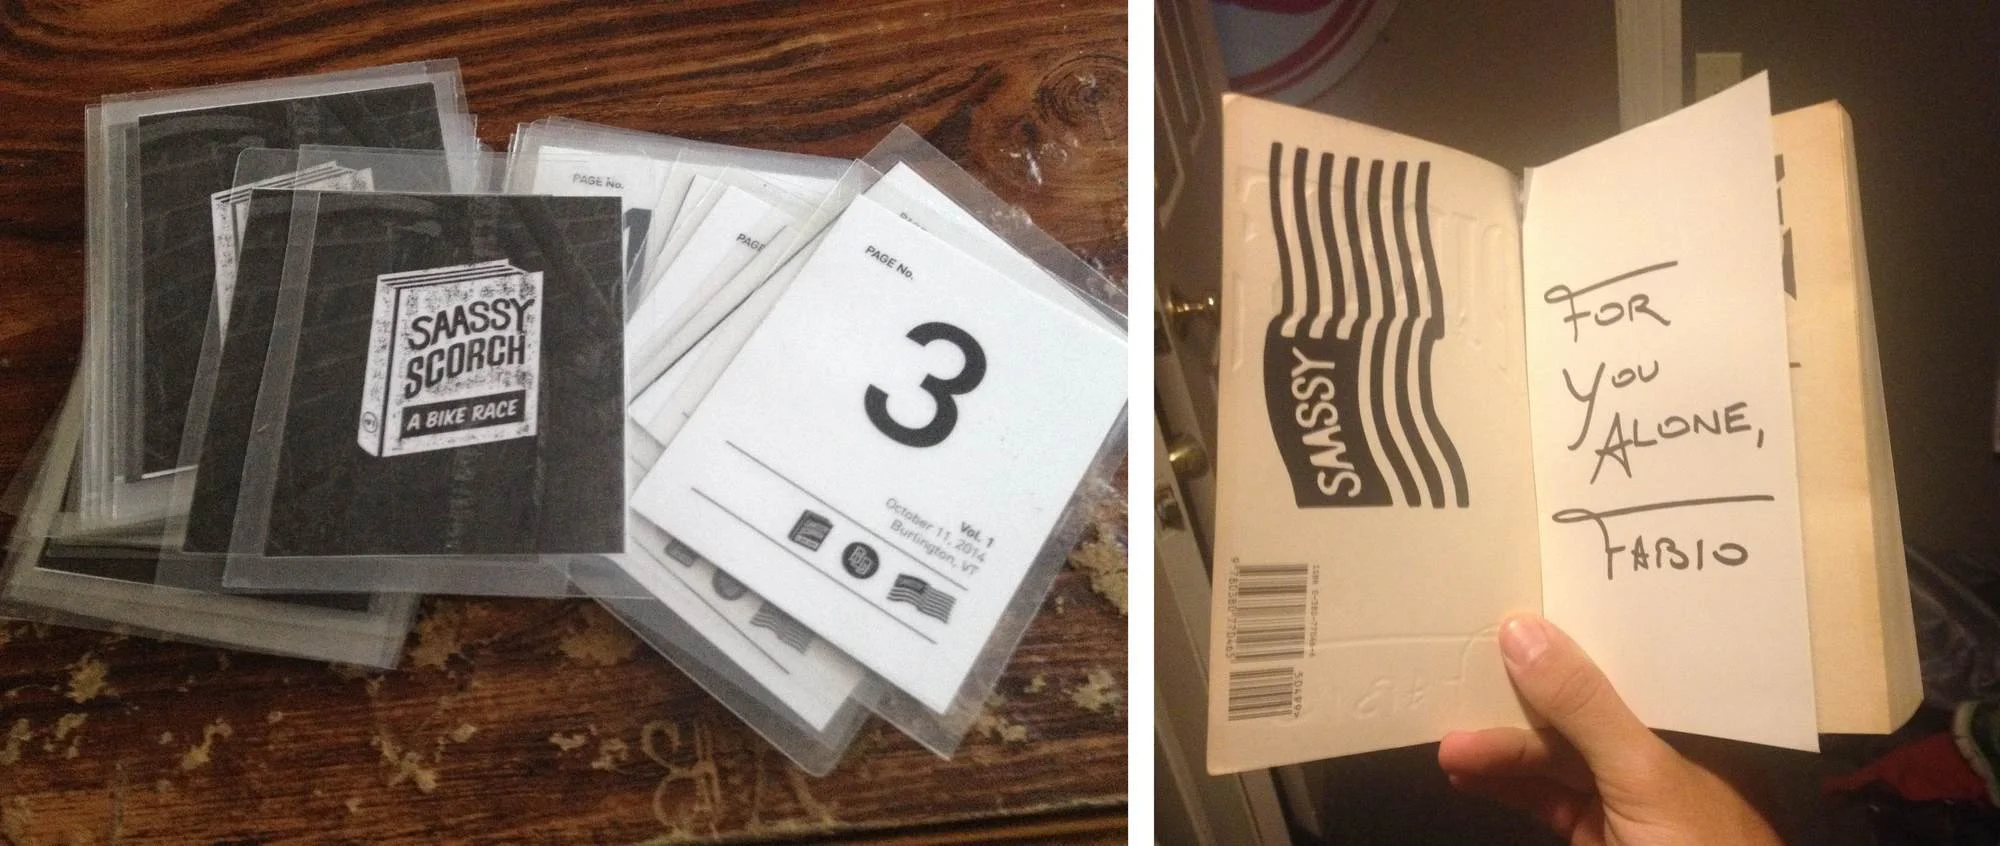 SAASSY
SCORCH
A BIKE RACE
PAGE No.
PAGE
PAGE No.
3
Vol. 1
October 11, 2014
Burlington, VT
SAASSY
FOR
YOU
ALONE,
FABIO